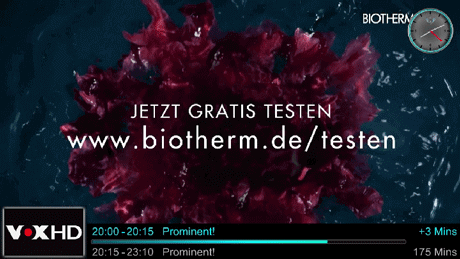 BIOTHERM
JETZT GRATIS TESTEN
www.biotherm.de/testen
VOXHD
20:00-20:15 Prominent! +3 Mins
20:15-23:10 Prominent! 175 Mins